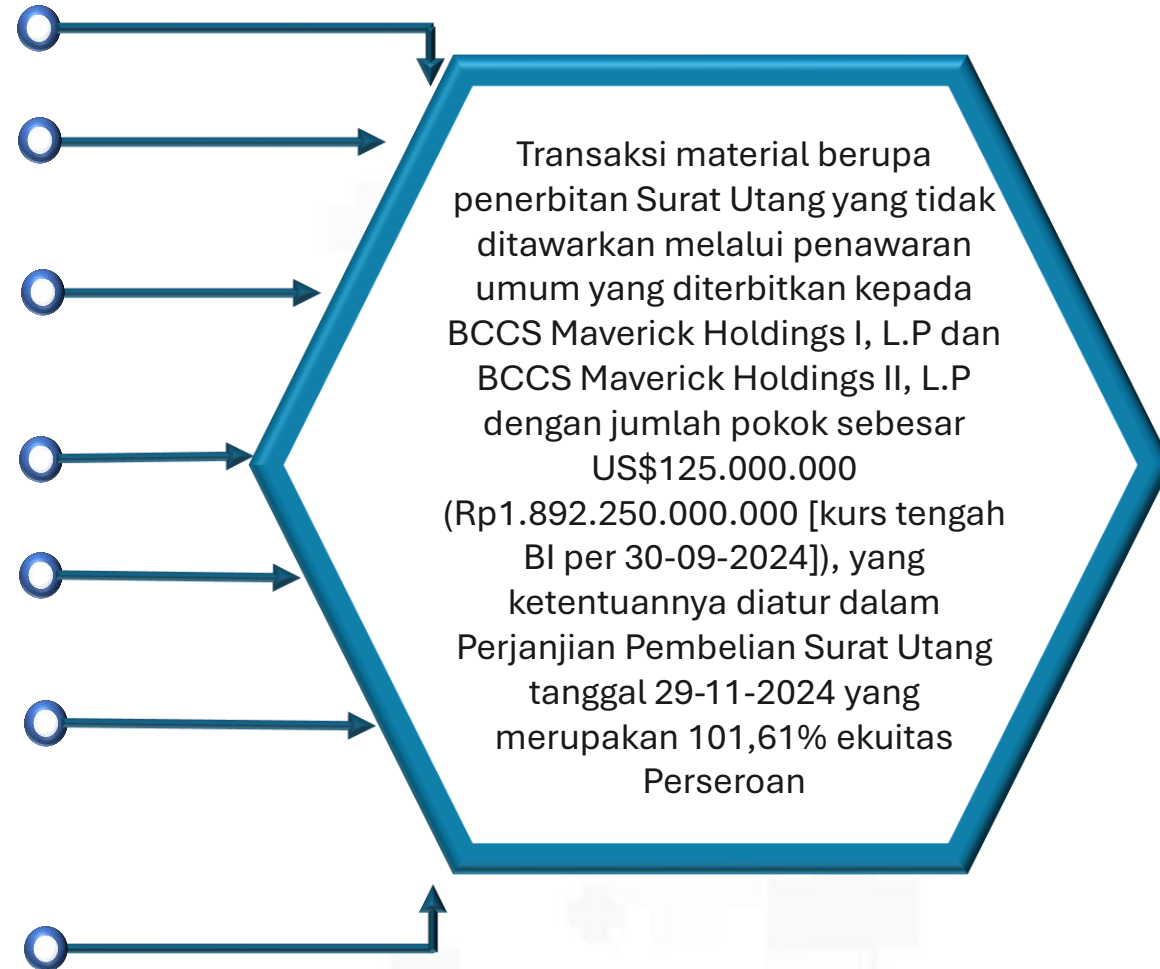 Transaksi material berupa
penerbitan Surat Utang yang tidak
ditawarkan melalui penawaran
umum yang diterbitkan kepada
BCCS Maverick Holdings I, L.P dan
BCCS Maverick Holdings II, L.P
dengan jumlah pokok sebesar
US$125.000.000
(Rp1.892.250.000.000 [kurs tengah
BI per 30-09-2024]), yang
ketentuannya diatur dalam
Perjanjian Pembelian Surat Utang
tanggal 29-11-2024 yang
merupakan 101,61% ekuitas
Perseroan